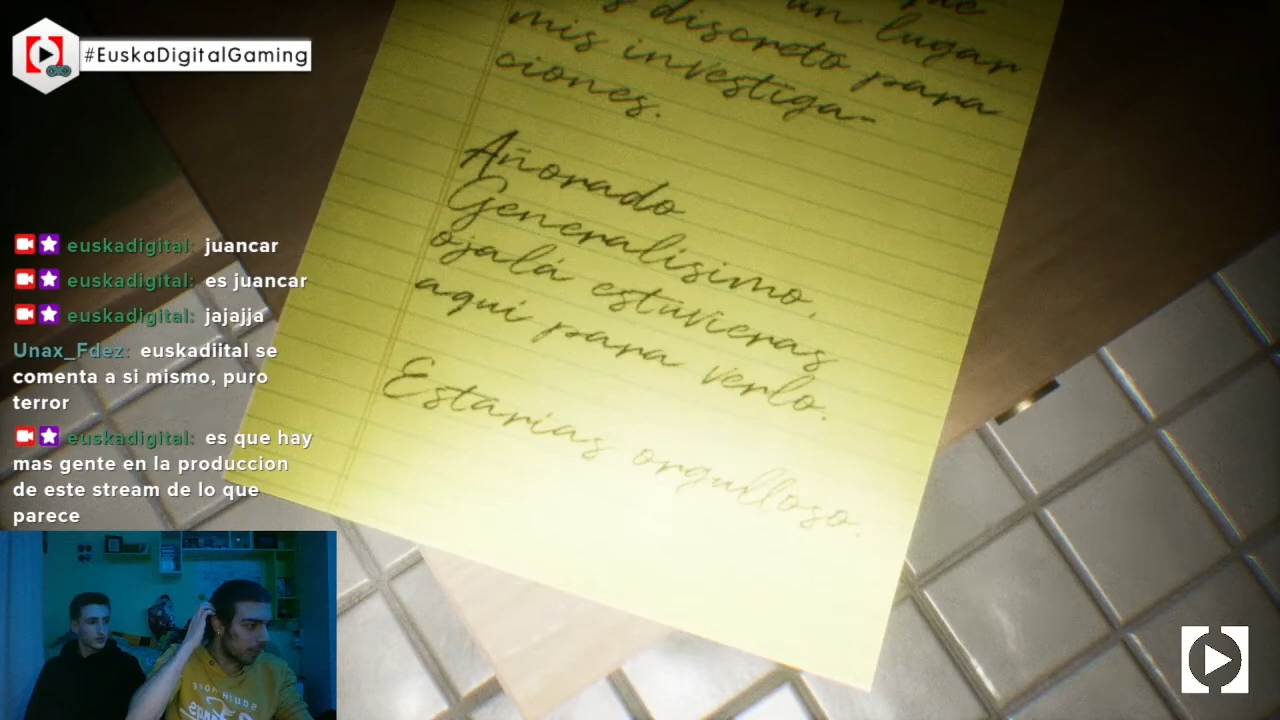 #EuskaDigitalGaming
un lugar
discreto para
mis investiga-
ciones.
Añorado
Generalísimo,
ojalá estuvieras
aquí para verlo.
Estarías orgulloso.
euskadigital: juancar
euskadigital: es juancar
euskadigital: jajajja
Unax_Fdez: euskadiital se
comenta a si mismo, puro
terror
euskadigital: es que hay
mas gente en la produccion
de este stream de lo que
parece